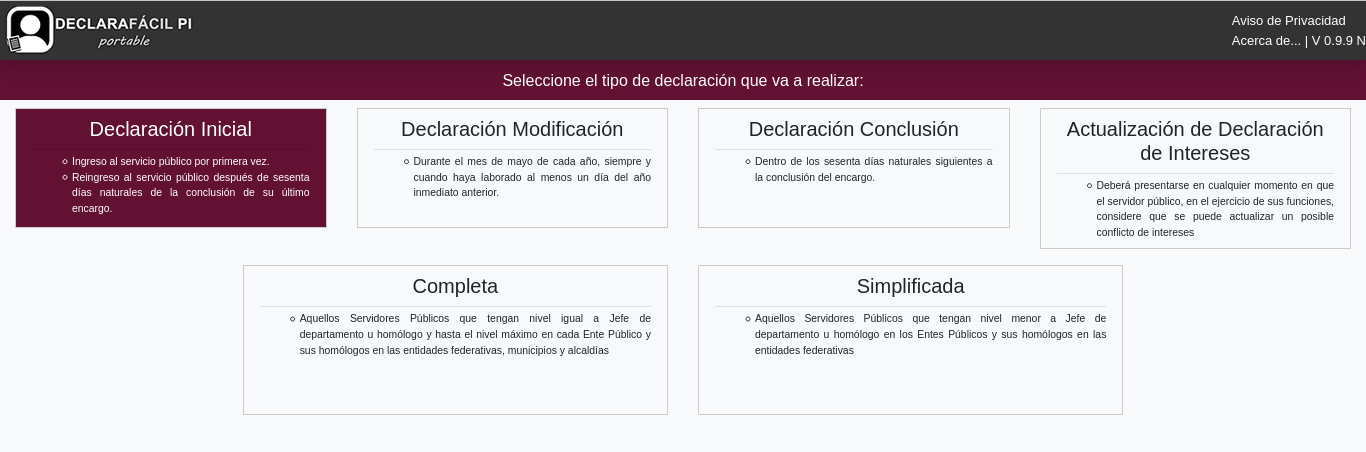 DECLARAFÁCIL PI
portable
Aviso de Privacidad
Acerca de... | V 0.9.9 N
Seleccione el tipo de declaración que va a realizar:
Declaración Inicial
Ingreso al servicio público por primera vez.
Reingreso al servicio público después de sesenta
días naturales de la conclusión de su último
encargo.
Declaración Modificación
Durante el mes de mayo de cada año, siempre y
cuando haya laborado al menos un día del año
inmediato anterior.
Declaración Conclusión
Dentro de los sesenta días naturales siguientes a
la conclusión del encargo.
Actualización de Declaración
de Intereses
Deberá presentarse en cualquier momento en que
el servidor público, en el ejercicio de sus funciones,
considere que se puede actualizar un posible
conflicto de intereses
Completa
Aquellos Servidores Públicos que tengan nivel igual a Jefe de
departamento u homólogo y hasta el nivel máximo en cada Ente Público y
sus homólogos en las entidades federativas, municipios y alcaldías
Simplificada
Aquellos Servidores Públicos que tengan nivel menor a Jefe de
departamento u homólogo en los Entes Públicos y sus homólogos en las
entidades federativas